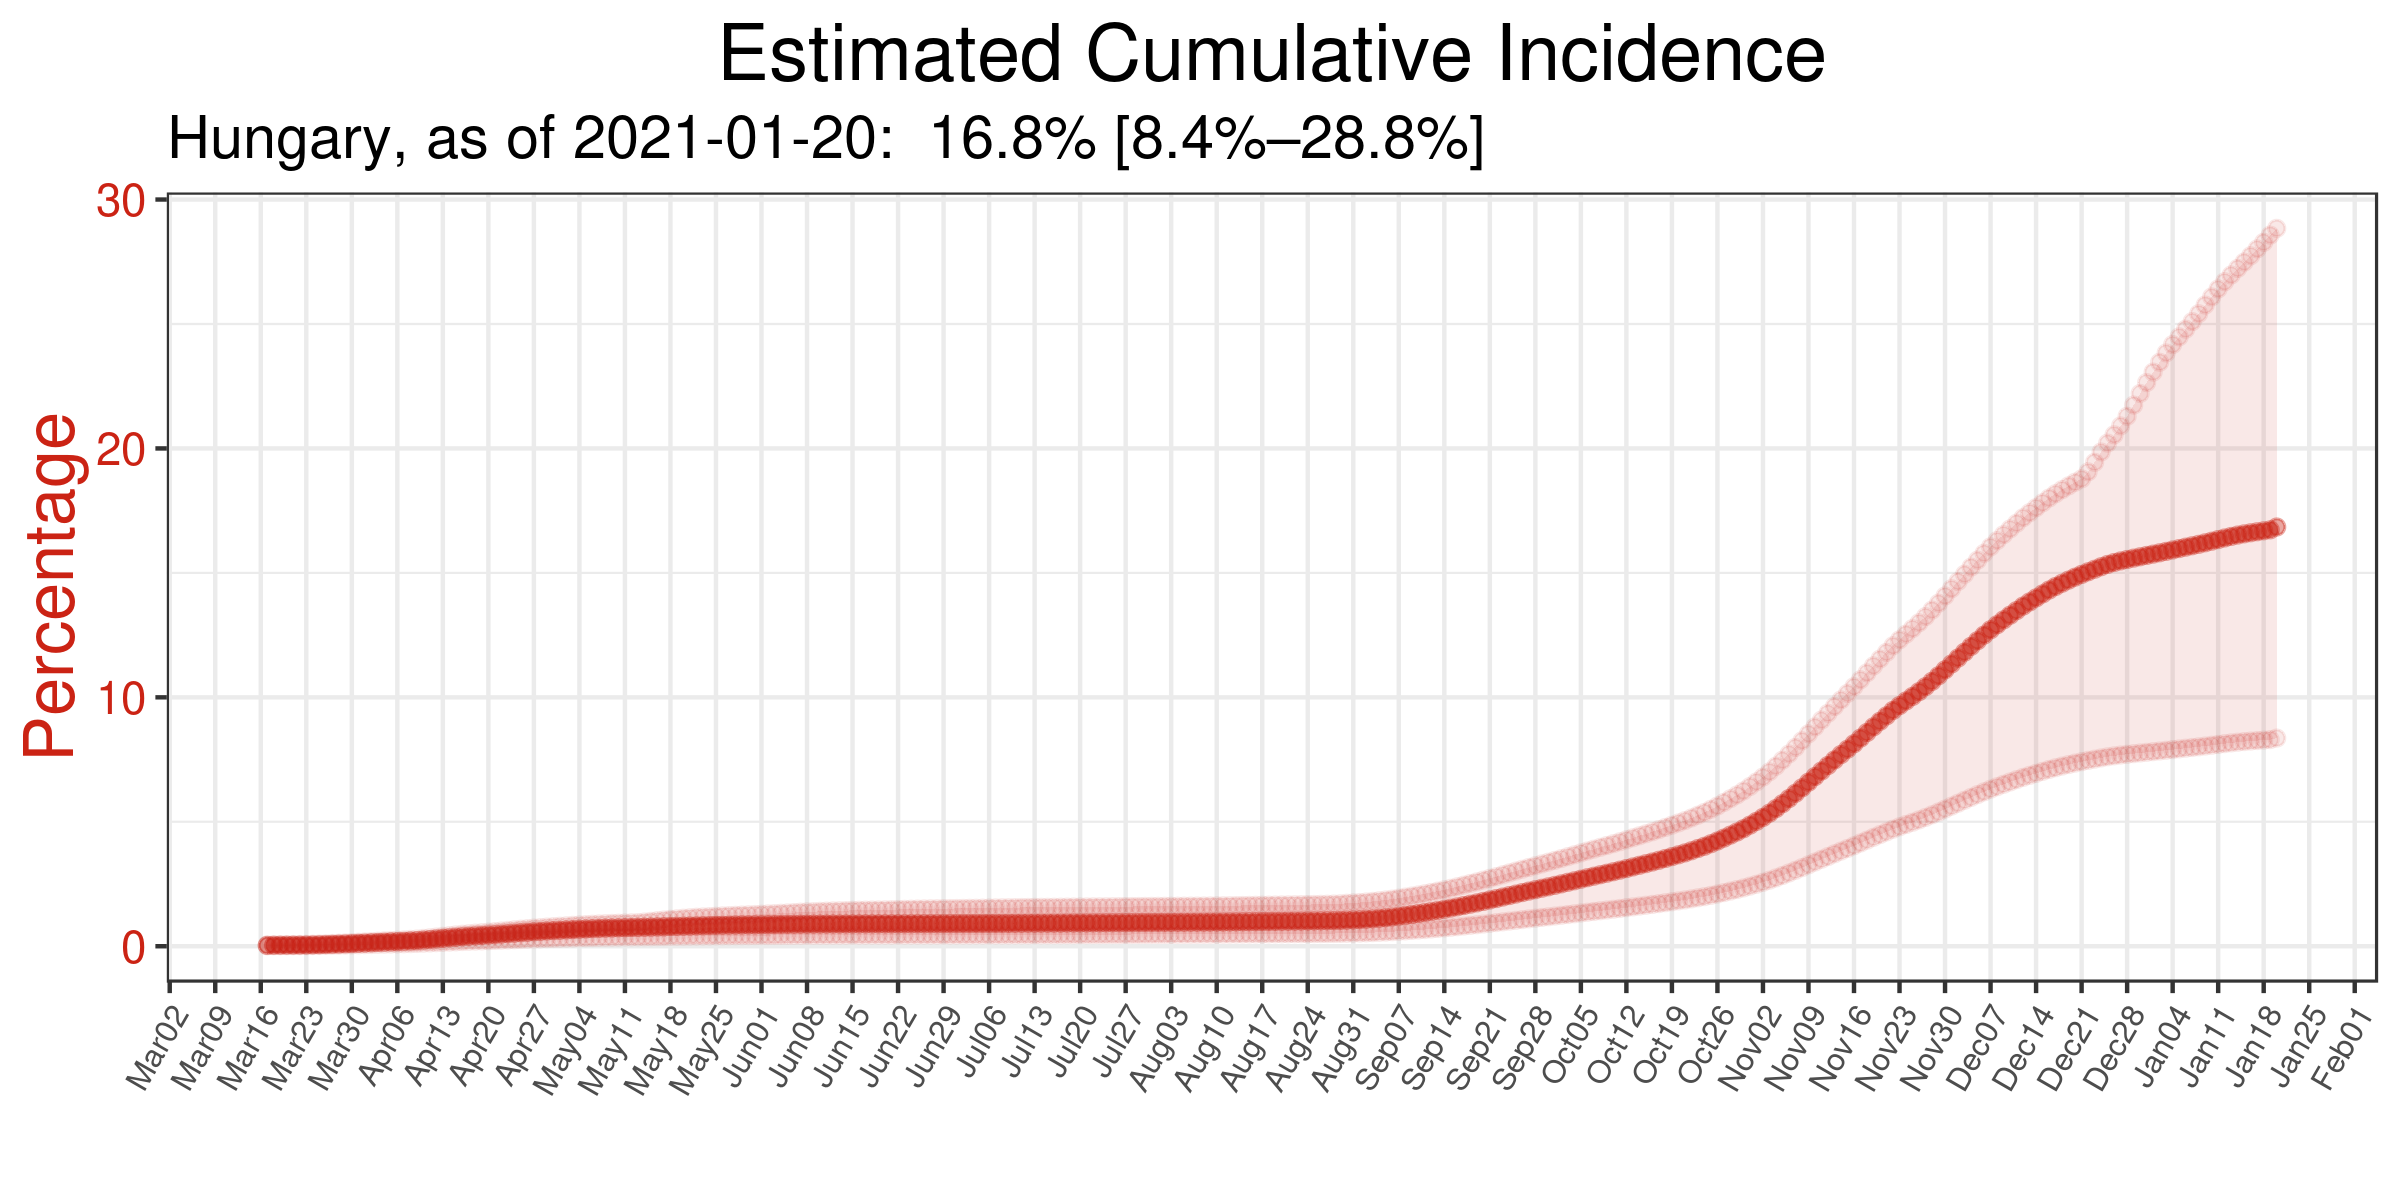 Estimated Cumulative Incidence
Hungary, as of 2021-01-20:  16.8% [8.4%–28.8%]
Percentage
30
20
10
0
Mar02
Mar09
Mar16
Mar23
Mar30
Apr06
Apr13
Apr20
Apr27
May04
May11
May18
May25
Jun01
Jun08
Jun15
Jun22
Jun29
Jul06
Jul13
Jul20
Jul27
Aug03
Aug10
Aug17
Aug24
Aug31
Sep07
Sep14
Sep21
Sep28
Oct05
Oct12
Oct19
Oct26
Nov02
Nov09
Nov16
Nov23
Nov30
Dec07
Dec14
Dec21
Dec28
Jan04
Jan11
Jan18
Jan25
Feb01